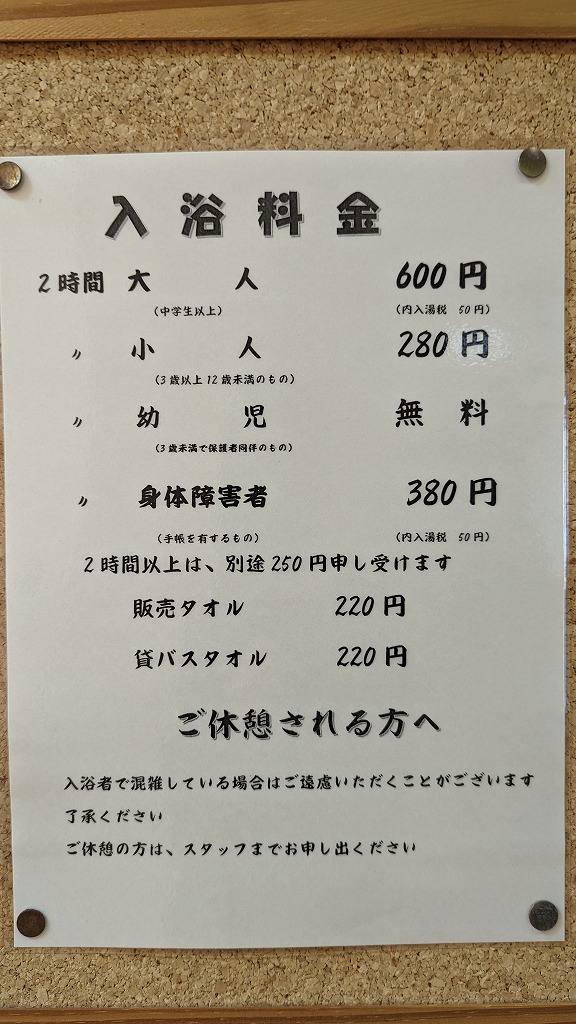 入浴料金
2時間 大人 600円
(中学生以上) (内入湯税 50円)
〃 小人 280円
(3歳以上12歳未満のもの)
〃 幼児 無料
(3歳未満で保護者同伴のもの)
〃 身体障害者 380円
(手帳を有するもの) (内入湯税 50円)
2時間以上は、別途250円申し受けます
販売タオル 220円
貸バスタオル 220円
ご休憩される方へ
入浴者で混雑している場合はご遠慮いただくことがございます
了承ください
ご休憩の方は、スタッフまでお申し出ください